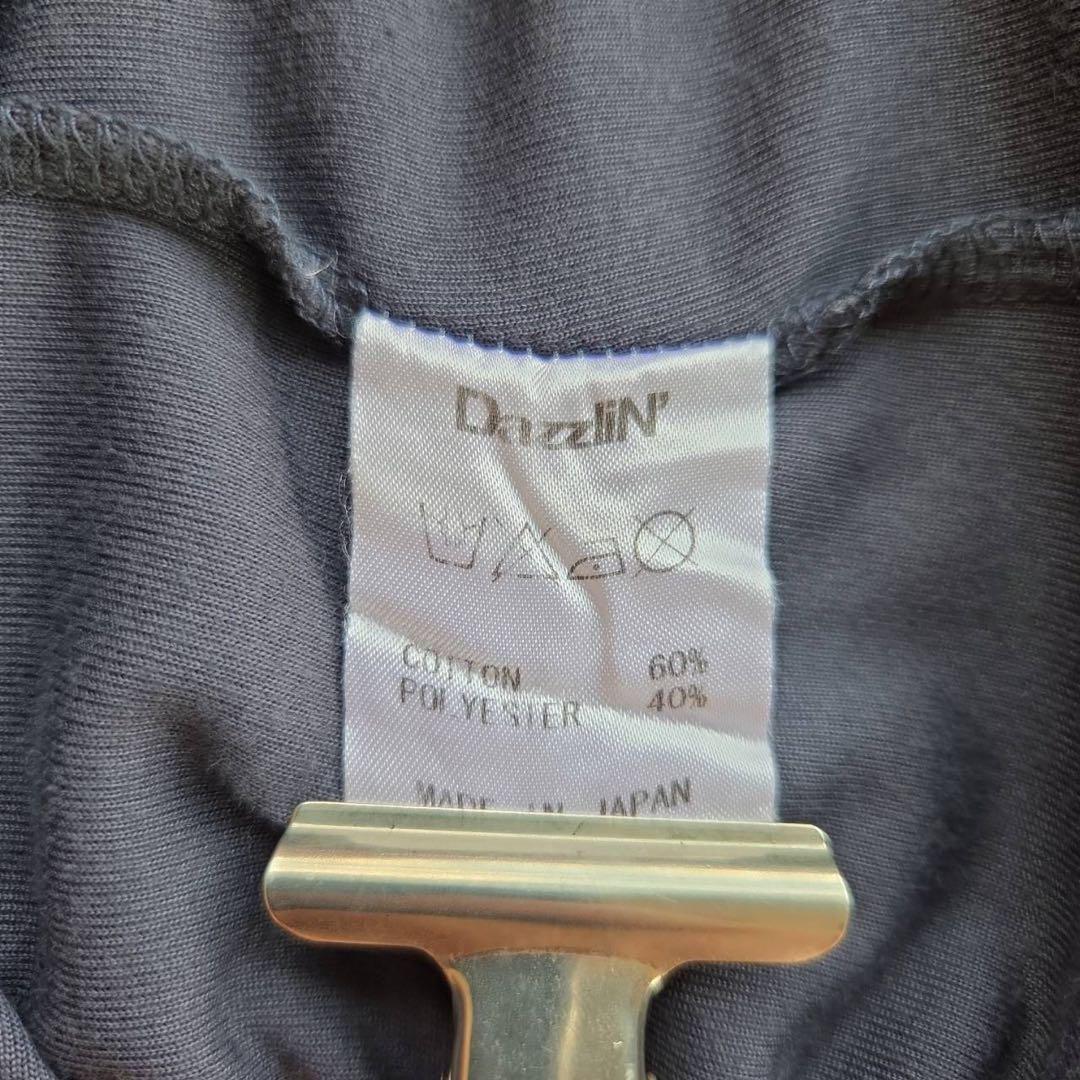 DazzliN'
COTTON 60%
POLYESTER 40%
MADE IN JAPAN